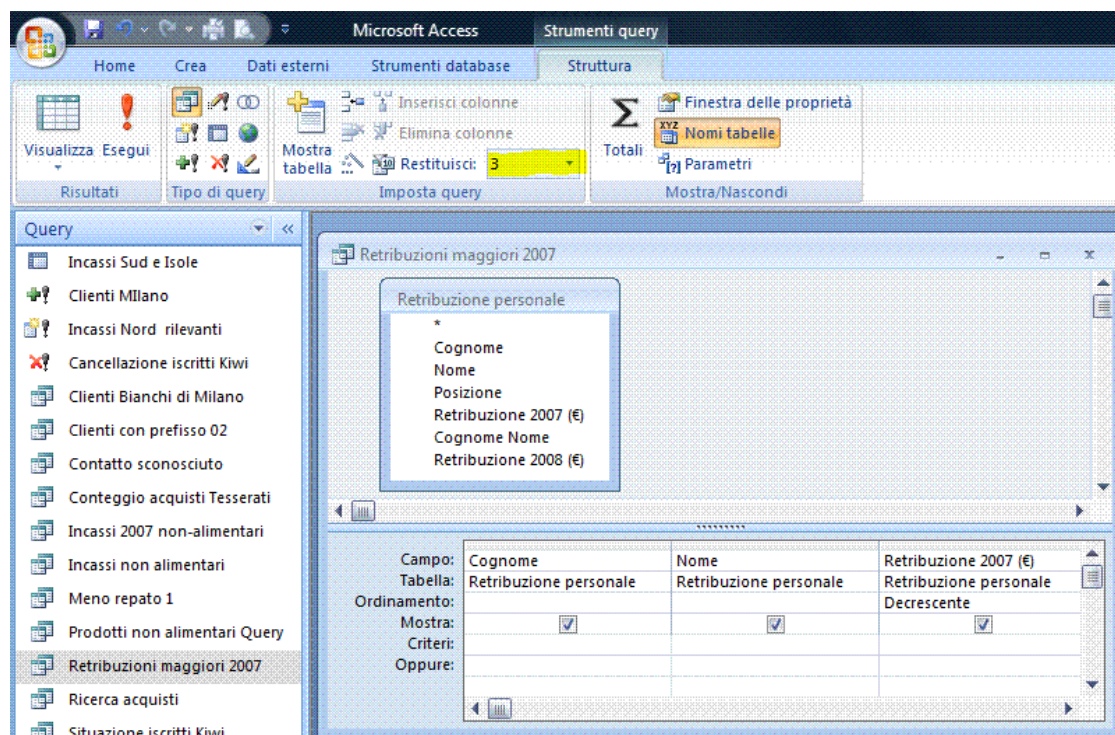 Microsoft Access Strumenti query
Home Crea Dati esterni Strumenti database Struttura
Visualizza Esegui
Risultati
Tipo di query
Mostra tabella
Inserisci colonne
Elimina colonne
Restituisci: 3
Imposta query
Totali
Finestra delle proprietà
Nomi tabelle
Parametri
Mostra/Nascondi
Query
Incassi Sud e Isole
Clienti MIlano
Incassi Nord rilevanti
Cancellazione iscritti Kiwi
Clienti Bianchi di Milano
Clienti con prefisso 02
Contatto sconosciuto
Conteggio acquisti Tesserati
Incassi 2007 non-alimentari
Incassi non alimentari
Meno repato 1
Prodotti non alimentari Query
Retribuzioni maggiori 2007
Ricerca acquisti
Situazione iscritti Kiwi
Retribuzioni maggiori 2007
Retribuzione personale
*
Cognome
Nome
Posizione
Retribuzione 2007 (€)
Cognome Nome
Retribuzione 2008 (€)
Campo: Cognome Nome Retribuzione 2007 (€)
Tabella: Retribuzione personale Retribuzione personale Retribuzione personale
Ordinamento: Decrescente
Mostra:
Criteri:
Oppure: